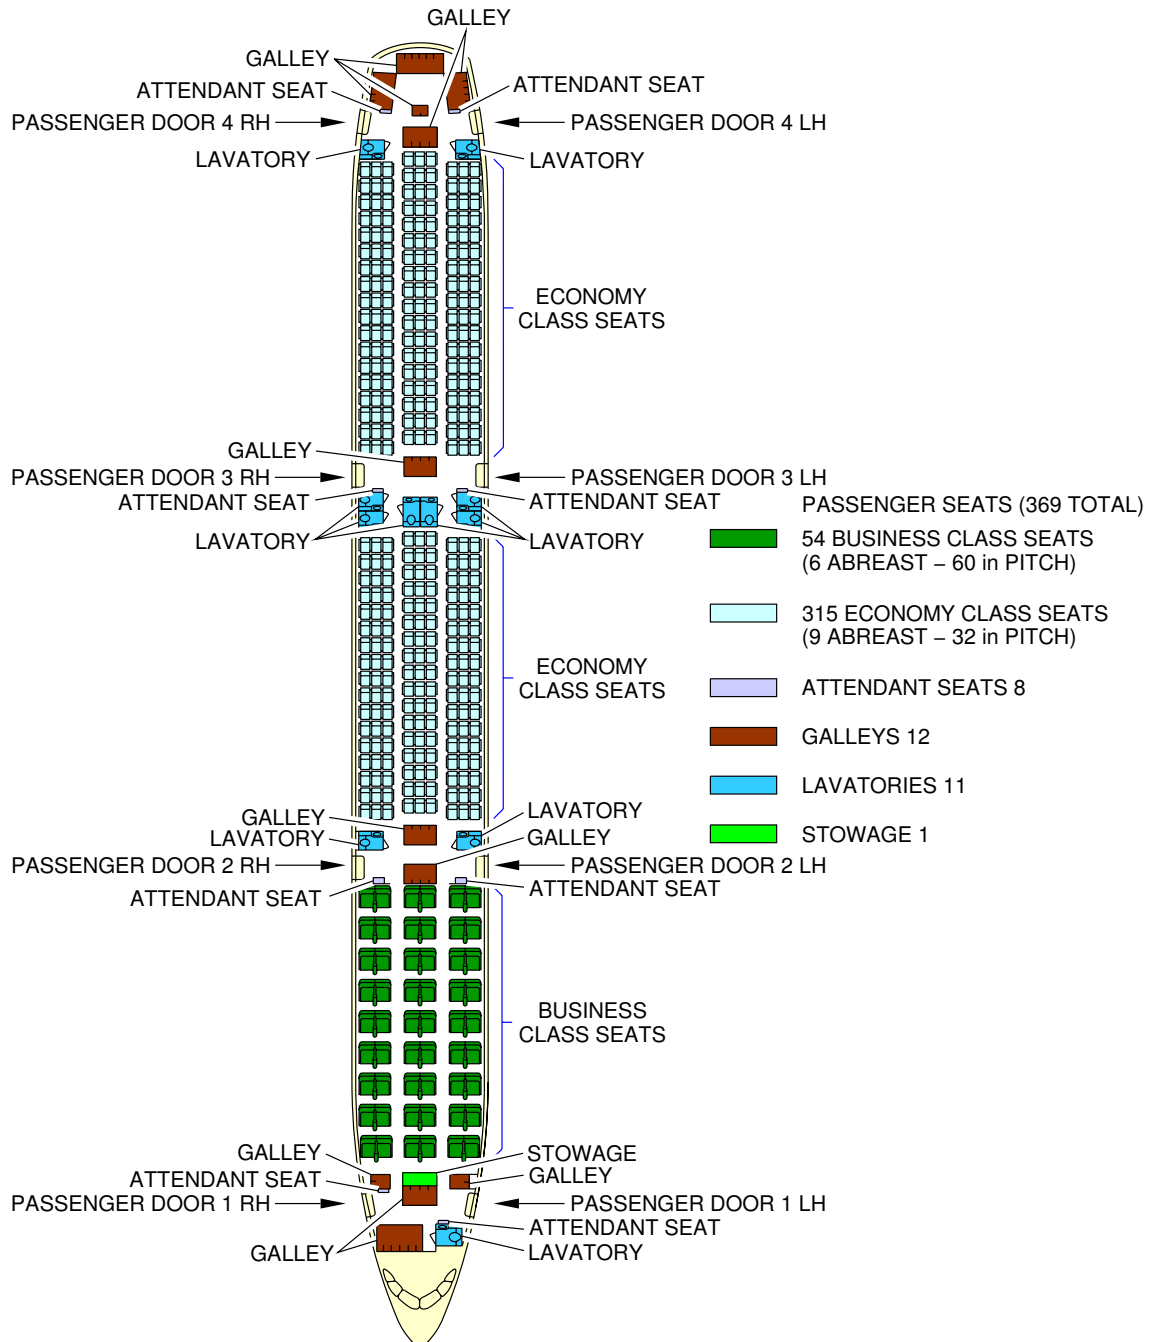 GALLEY
GALLEY
ATTENDANT SEAT
ATTENDANT SEAT
PASSENGER DOOR 4 RH
PASSENGER DOOR 4 LH
LAVATORY
LAVATORY
ECONOMY
CLASS SEATS
GALLEY
PASSENGER DOOR 3 RH
PASSENGER DOOR 3 LH
ATTENDANT SEAT
ATTENDANT SEAT
LAVATORY
LAVATORY
PASSENGER SEATS (369 TOTAL)
54 BUSINESS CLASS SEATS
(6 ABREAST – 60 in PITCH)
315 ECONOMY CLASS SEATS
(9 ABREAST – 32 in PITCH)
ATTENDANT SEATS 8
GALLEYS 12
LAVATORIES 11
STOWAGE 1
ECONOMY
CLASS SEATS
GALLEY
LAVATORY
LAVATORY
GALLEY
PASSENGER DOOR 2 RH
PASSENGER DOOR 2 LH
ATTENDANT SEAT
ATTENDANT SEAT
BUSINESS
CLASS SEATS
GALLEY
STOWAGE
ATTENDANT SEAT
GALLEY
PASSENGER DOOR 1 RH
PASSENGER DOOR 1 LH
ATTENDANT SEAT
GALLEY
LAVATORY